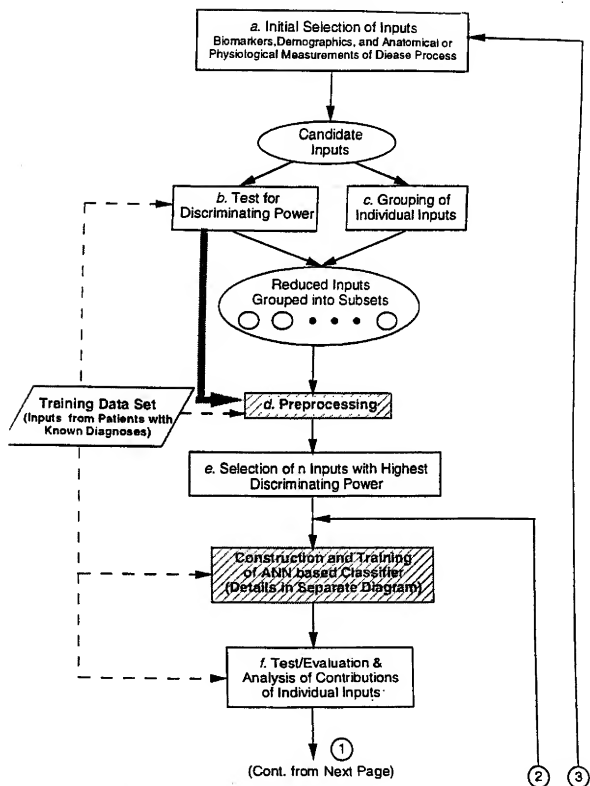 a. Initial Selection of Inputs
Biomarkers,Demographics, and Anatomical or
Physiological Measurements of Diease Process
Candidate
Inputs
b. Test for
Discriminating Power
c. Grouping of
Individual Inputs
Reduced Inputs
Grouped into Subsets
Training Data Set
(Inputs from Patients with
Known Diagnoses)
d. Preprocessing
e. Selection of n Inputs with Highest
Discriminating Power
Construction and Training
of ANN based Classifier
(Details in Separate Diagram)
f. Test/Evaluation &
Analysis of Contributions
of Individual Inputs
1
(Cont. from Next Page)
2
3